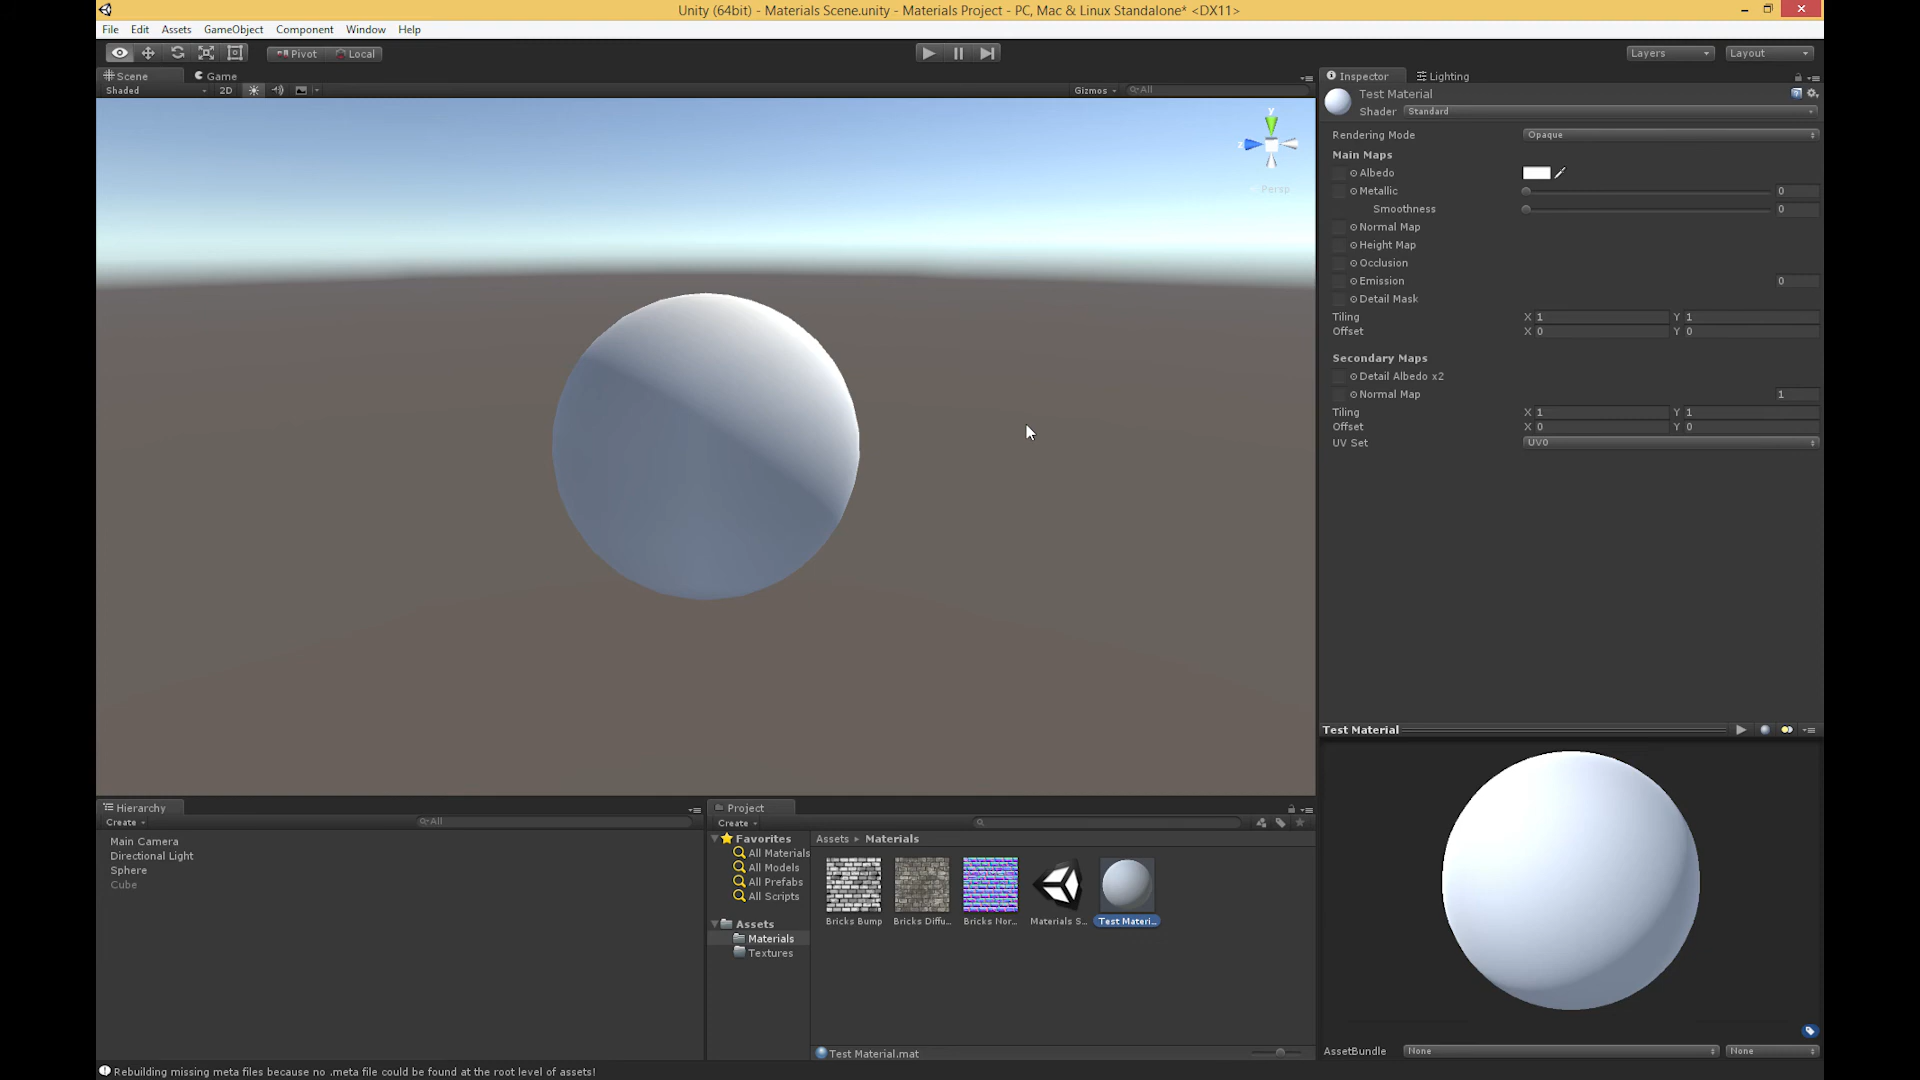 Unity (64bit) - Materials Scene.unity - Materials Project - PC, Mac & Linux Standalone* <DX11>
File Edit Assets GameObject Component Window Help
Pivot Local
Layers Layout
Scene Game
Shaded 2D Gizmos All
y
z
Persp
Inspector Lighting
Test Material
Shader Standard
Rendering Mode Opaque
Main Maps
Albedo
Metallic 0
Smoothness 0
Normal Map
Height Map
Occlusion
Emission 0
Detail Mask
Tiling X 1 Y 1
Offset X 0 Y 0
Secondary Maps
Detail Albedo x2
Normal Map 1
Tiling X 1 Y 1
Offset X 0 Y 0
UV Set UV0
Test Material
AssetBundle None None
Hierarchy
Create All
Main Camera
Directional Light
Sphere
Cube
Project
Create
Favorites
All Materials
All Models
All Prefabs
All Scripts
Assets
Materials
Textures
Assets Materials
Bricks Bump Bricks Diffu... Bricks Nor... Materials S... Test Materi...
Test Material.mat
Rebuilding missing meta files because no .meta file could be found at the root level of assets!